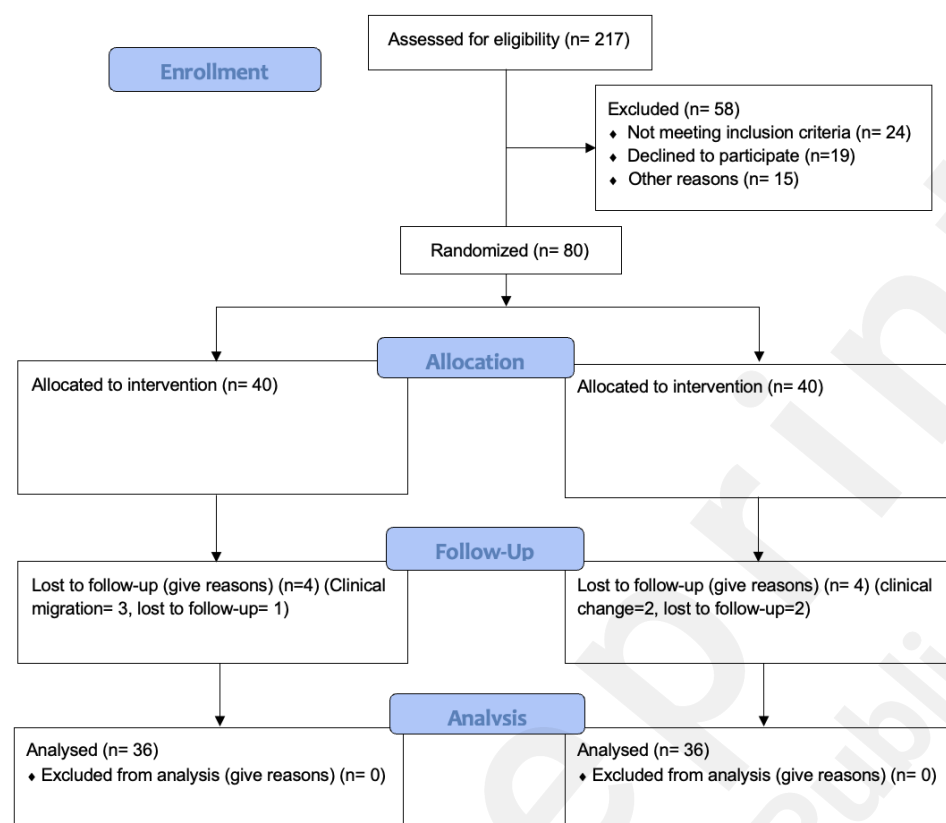 Assessed for eligibility (n= 217)
Enrollment
Excluded (n= 58)
♦ Not meeting inclusion criteria (n= 24)
♦ Declined to participate (n=19)
♦ Other reasons (n= 15)
Randomized (n= 80)
Allocation
Allocated to intervention (n= 40)
Allocated to intervention (n= 40)
Follow-Up
Lost to follow-up (give reasons) (n=4) (Clinical
migration= 3, lost to follow-up= 1)
Lost to follow-up (give reasons) (n= 4) (clinical
change=2, lost to follow-up=2)
Analysis
Analysed (n= 36)
♦ Excluded from analysis (give reasons) (n= 0)
Analysed (n= 36)
♦ Excluded from analysis (give reasons) (n= 0)